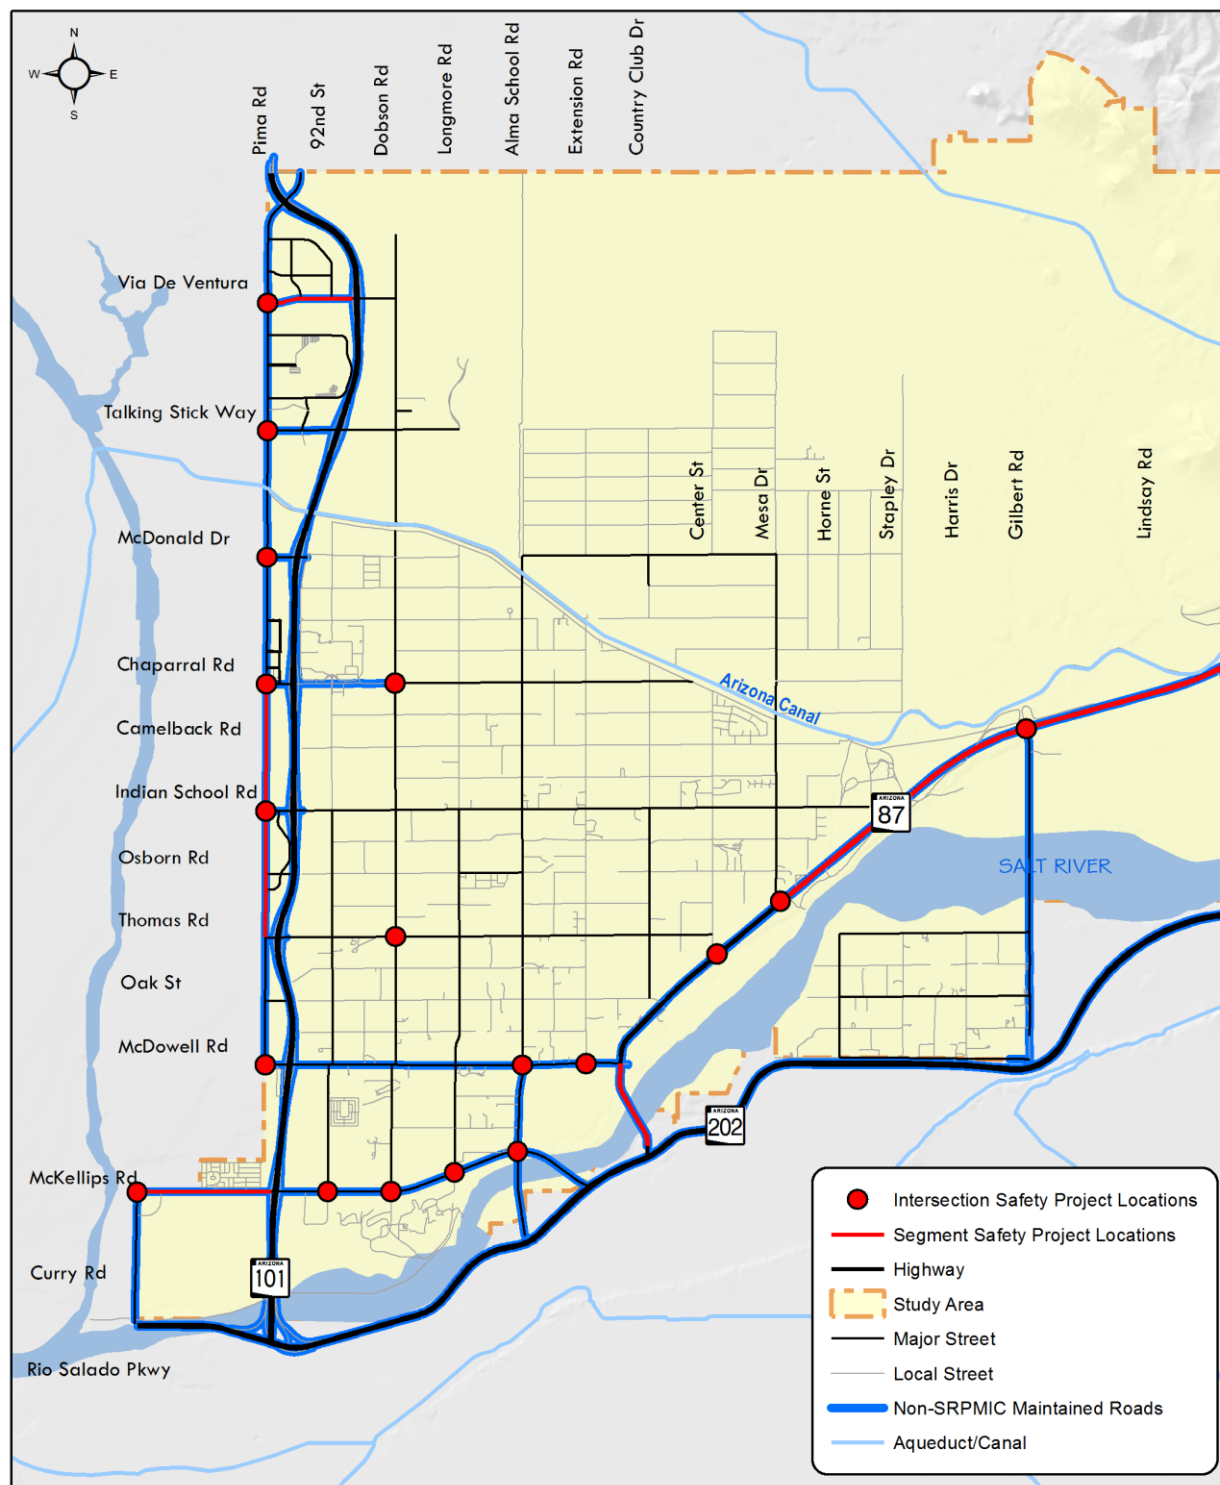 N
W
E
S
Pima Rd
92nd St
Dobson Rd
Longmore Rd
Alma School Rd
Extension Rd
Country Club Dr
Via De Ventura
Talking Stick Way
McDonald Dr
Chaparral Rd
Camelback Rd
Indian School Rd
Osborn Rd
Thomas Rd
Oak St
McDowell Rd
McKellips Rd
Curry Rd
Rio Salado Pkwy
Center St
Mesa Dr
Horne St
Stapley Dr
Harris Dr
Gilbert Rd
Lindsay Rd
Arizona Canal
ARIZONA
87
SALT RIVER
ARIZONA
202
ARIZONA
101
Intersection Safety Project Locations
Segment Safety Project Locations
Highway
Study Area
Major Street
Local Street
Non-SRPMIC Maintained Roads
Aqueduct/Canal